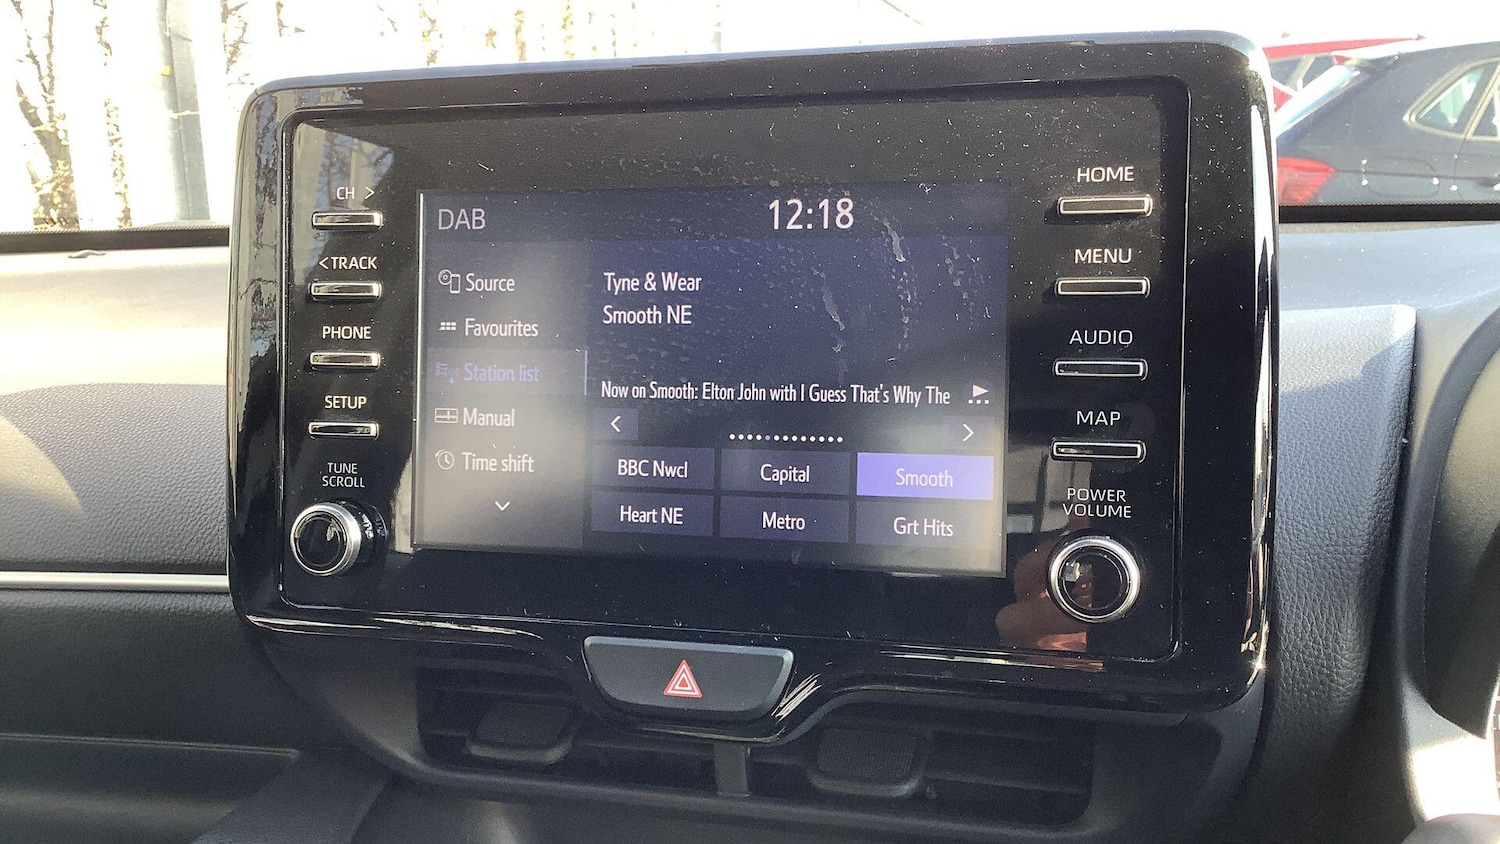 CH >
< TRACK
PHONE
SETUP
TUNE
SCROLL
DAB
12:18
Source
Favourites
Station list
Manual
Time shift
Tyne & Wear
Smooth NE
Now on Smooth: Elton John with I Guess That's Why The
BBC Nwcl
Capital
Smooth
Heart NE
Metro
Grt Hits
HOME
MENU
AUDIO
MAP
POWER
VOLUME